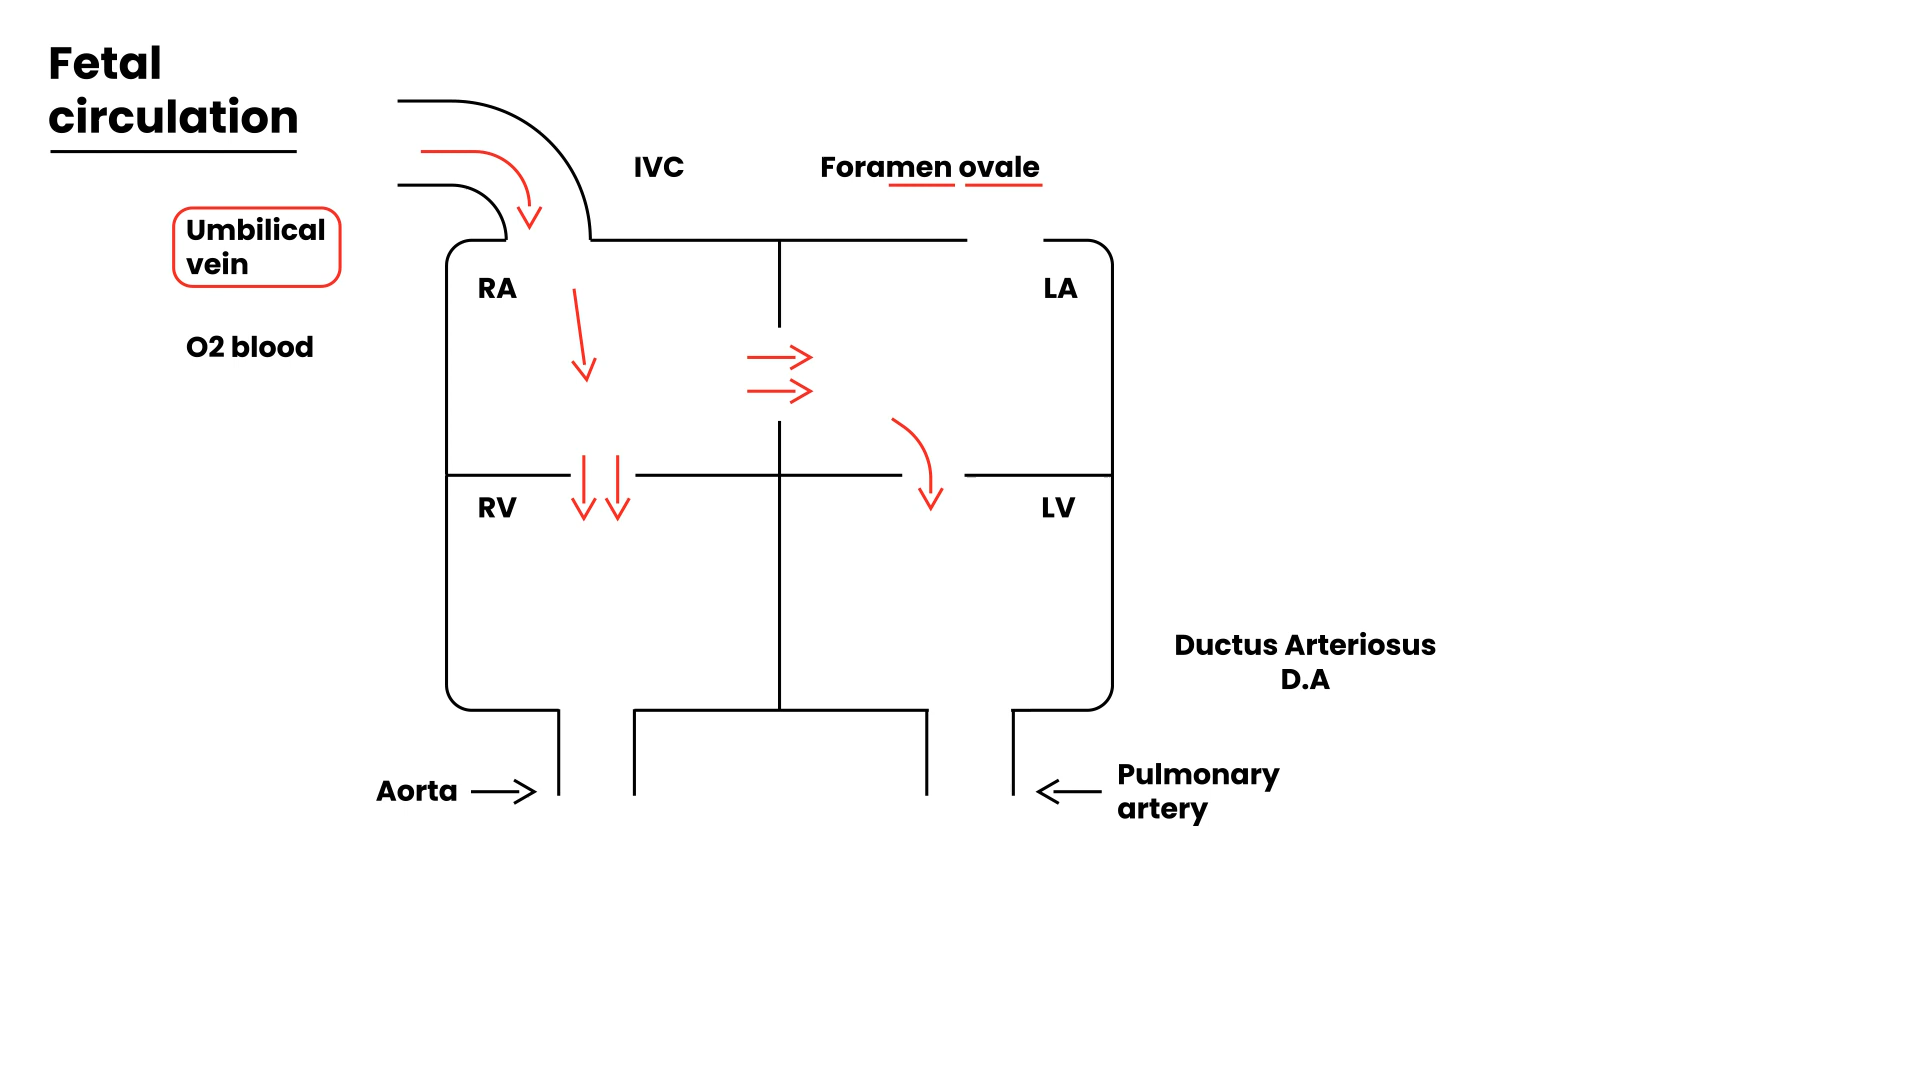 Fetal
circulation
IVC
Foramen ovale
Umbilical
vein
RA
LA
O2 blood
RV
LV
Ductus Arteriosus
D.A
Aorta
Pulmonary
artery